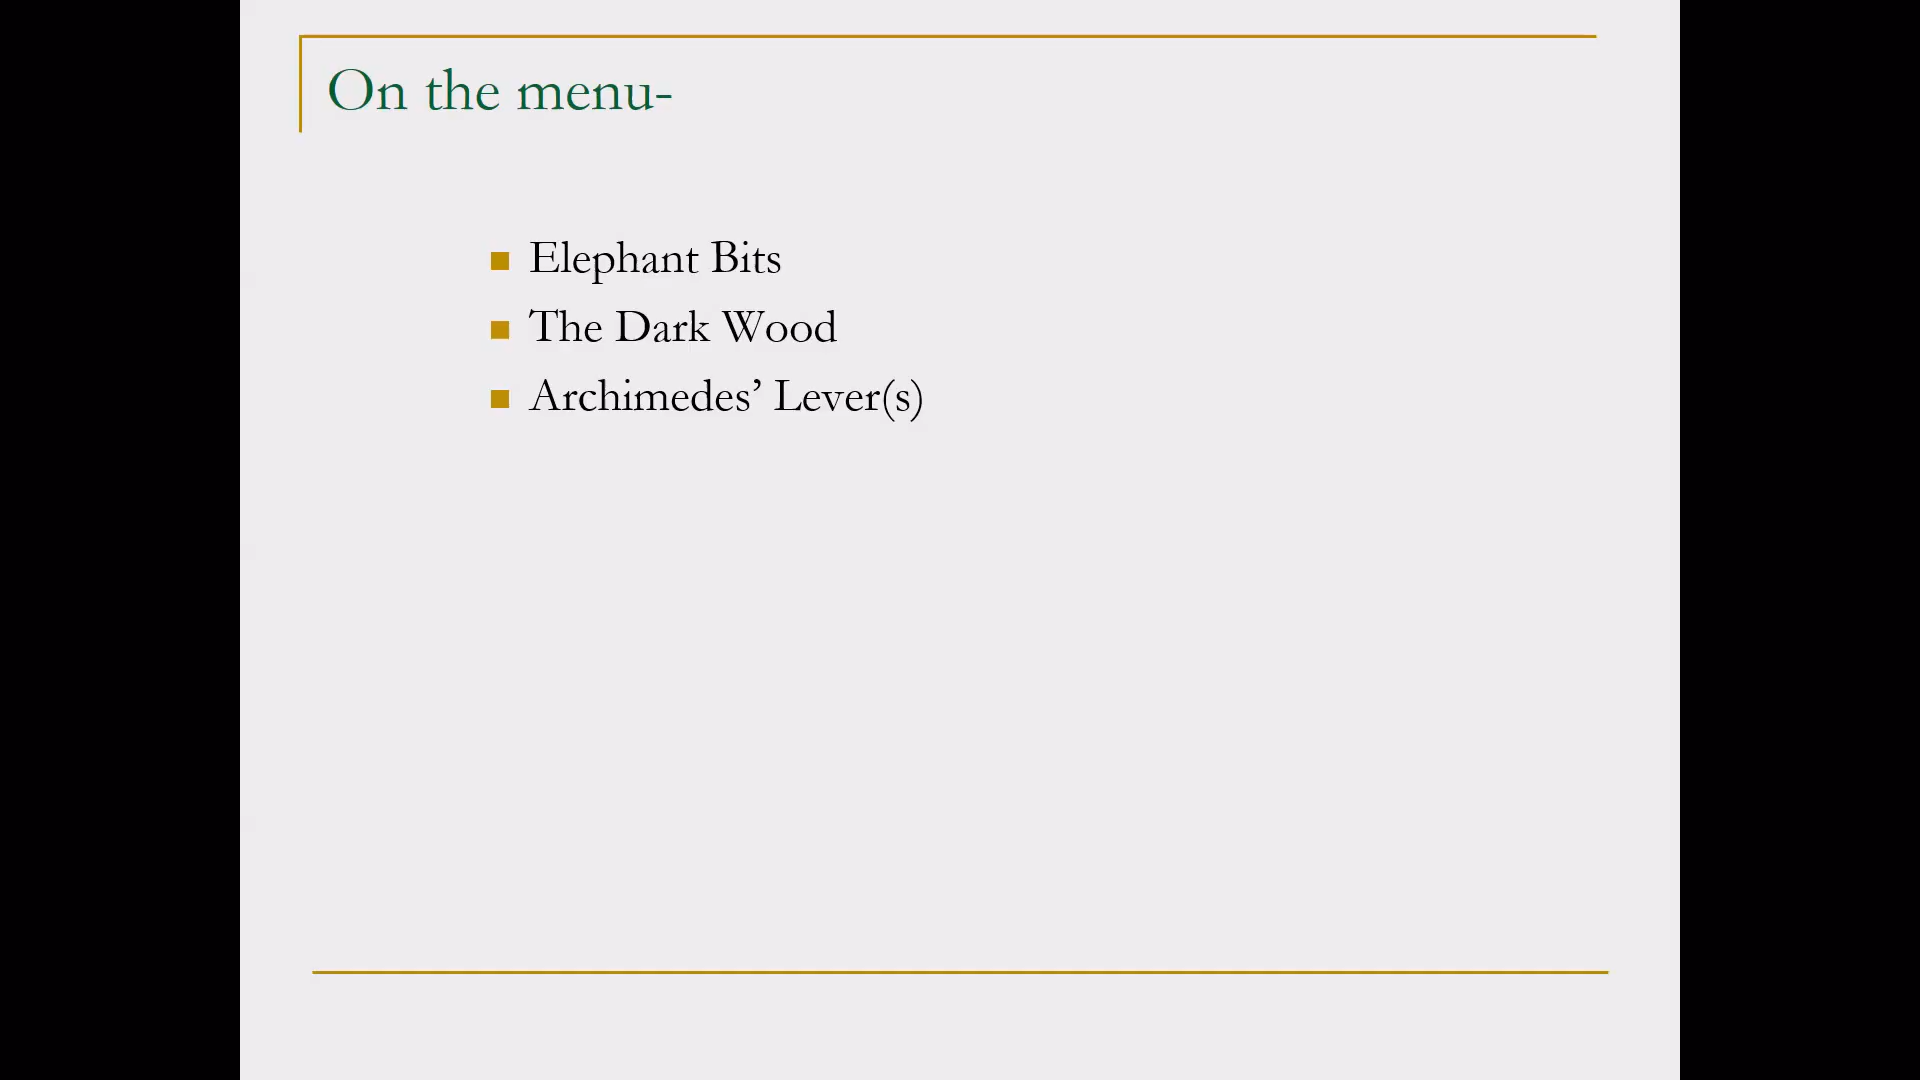 On the menu-
Elephant Bits
The Dark Wood
Archimedes’ Lever(s)